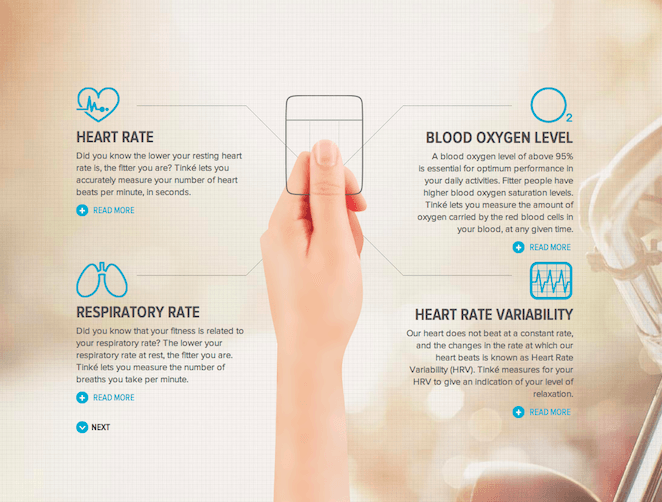 HEART RATE
Did you know the lower your resting heart
rate is, the fitter you are? Tinké lets you
accurately measure your number of heart
beats per minute, in seconds.
READ MORE
2
BLOOD OXYGEN LEVEL
A blood oxygen level of above 95%
is essential for optimum performance in
your daily activities. Fitter people have
higher blood oxygen saturation levels.
Tinké lets you measure the amount of
oxygen carried by the red blood cells in
your blood, at any given time.
READ MORE
RESPIRATORY RATE
Did you know that your fitness is related to
your respiratory rate? The lower your
respiratory rate at rest, the fitter you are.
Tinké lets you measure the number of
breaths you take per minute.
READ MORE
NEXT
HEART RATE VARIABILITY
Our heart does not beat at a constant rate,
and the changes in the rate at which our
heart beats is known as Heart Rate
Variability (HRV). Tinké measures for your
HRV to give an indication of your level of
relaxation.
READ MORE